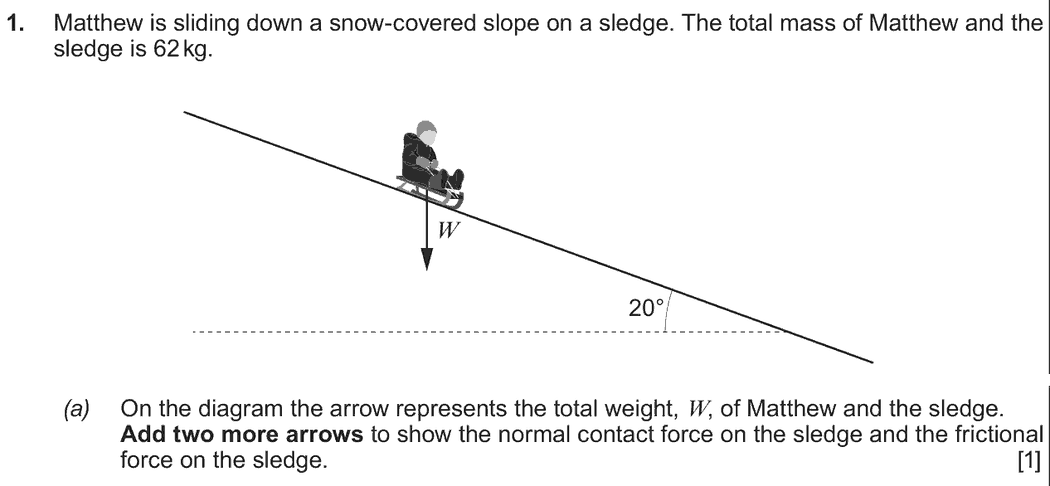 1. Matthew is sliding down a snow-covered slope on a sledge. The total mass of Matthew and the
sledge is 62 kg.
W
20°
(a) On the diagram the arrow represents the total weight, W, of Matthew and the sledge.
Add two more arrows to show the normal contact force on the sledge and the frictional
force on the sledge. [1]